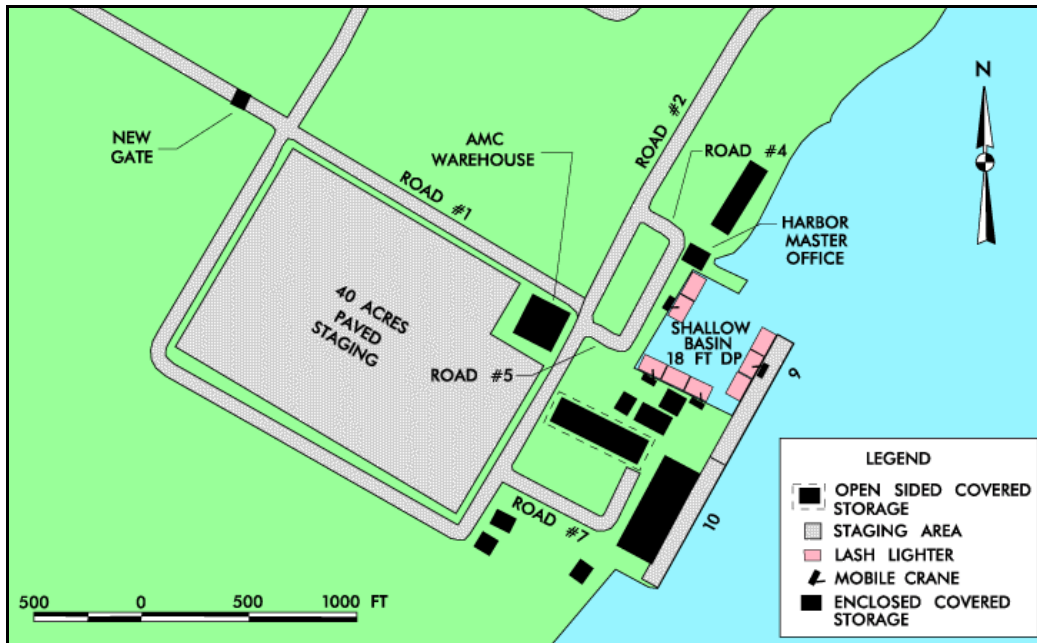 N
NEW
GATE
AMC
WAREHOUSE
ROAD #2
ROAD #4
ROAD #1
HARBOR
MASTER
OFFICE
40 ACRES
PAVED
STAGING
SHALLOW
BASIN
18 FT DP
ROAD #5
9
10
ROAD #7
LEGEND
OPEN SIDED COVERED
STORAGE
STAGING AREA
LASH LIGHTER
MOBILE CRANE
ENCLOSED COVERED
STORAGE
500 0 500 1000 FT